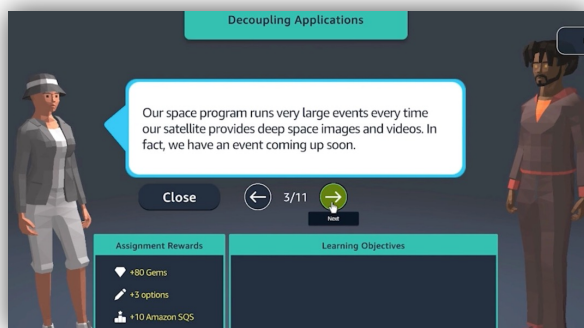 Decoupling Applications
Our space program runs very large events every time
our satellite provides deep space images and videos. In
fact, we have an event coming up soon.
Close
3/11
Next
Assignment Rewards
Learning Objectives
+80 Gems
+3 options
+10 Amazon SQS